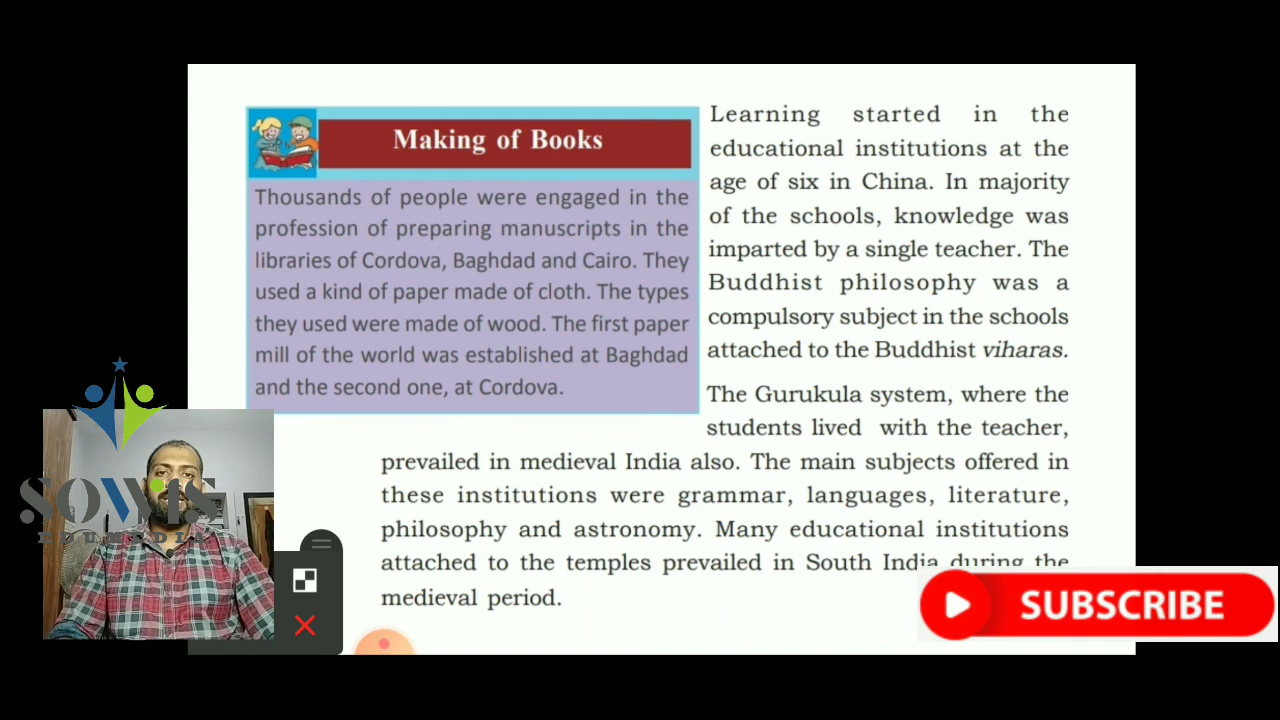 Making of Books
Thousands of people were engaged in the
profession of preparing manuscripts in the
libraries of Cordova, Baghdad and Cairo. They
used a kind of paper made of cloth. The types
they used were made of wood. The first paper
mill of the world was established at Baghdad
and the second one, at Cordova.
Learning started in the
educational institutions at the
age of six in China. In majority
of the schools, knowledge was
imparted by a single teacher. The
Buddhist philosophy was a
compulsory subject in the schools
attached to the Buddhist viharas.
The Gurukula system, where the
students lived with the teacher,
prevailed in medieval India also. The main subjects offered in
these institutions were grammar, languages, literature,
philosophy and astronomy. Many educational institutions
attached to the temples prevailed in South India during the
medieval period.
EDUMEDIA
SUBSCRIBE